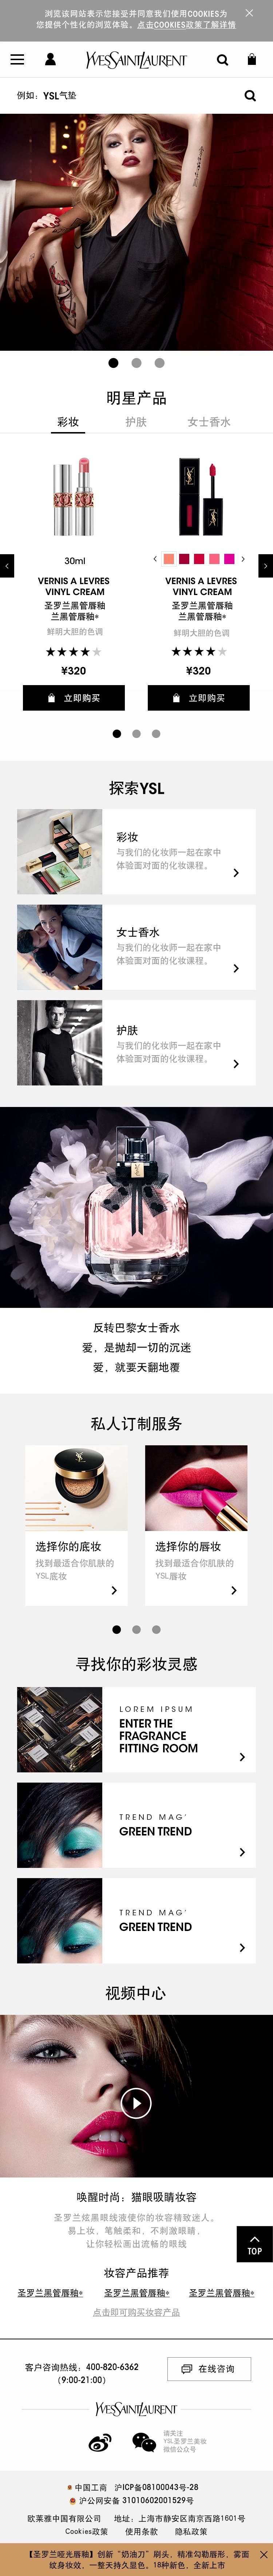 浏览该网站表示您接受并同意我们使用COOKIES为
您提供个性化的浏览体验。点击COOKIES政策了解详情
YVESSAINTLAURENT
例如：YSL气垫
明星产品
彩妆 护肤 女士香水
30ml
VERNIS A LEVRES
VINYL CREAM
圣罗兰黑管唇釉
兰黑管唇釉*
鲜明大胆的色调
¥320
立即购买
VERNIS A LEVRES
VINYL CREAM
圣罗兰黑管唇釉
兰黑管唇釉*
鲜明大胆的色调
¥320
立即购买
探索YSL
彩妆
与我们的化妆师一起在家中
体验面对面的化妆课程。
女士香水
与我们的化妆师一起在家中
体验面对面的化妆课程。
护肤
与我们的化妆师一起在家中
体验面对面的化妆课程。
反转巴黎女士香水
爱，是抛却一切的沉迷
爱，就要天翻地覆
私人订制服务
选择你的底妆
找到最适合你肌肤的
YSL底妆
选择你的唇妆
找到最适合你肌肤的
YSL唇妆
寻找你的彩妆灵感
LOREM IPSUM
ENTER THE
FRAGRANCE
FITTING ROOM
TREND MAG'
GREEN TREND
TREND MAG'
GREEN TREND
视频中心
唤醒时尚：猫眼吸睛妆容
圣罗兰炫黑眼线液使你的妆容精致迷人。
易上妆，笔触柔和，不刺激眼睛，
让你轻松画出流畅的眼线
TOP
妆容产品推荐
圣罗兰黑管唇釉* 圣罗兰黑管唇釉* 圣罗兰黑管唇釉*
点击即可购买妆容产品
客户咨询热线：400-820-6362
（9:00-21:00）
在线咨询
YVESSAINTLAURENT
请关注
YSL圣罗兰美妆
微信公众号
中国工商 沪ICP备08100043号-28
沪公网安备 31010602001529号
欧莱雅中国有限公司 地址：上海市静安区南京西路1601号
Cookies政策 使用条款 隐私政策
【圣罗兰哑光唇釉】创新“奶油刀”刷头，精准勾勒唇形，雾面
纹身妆效，一整天持久显色。18种新色，全新上市